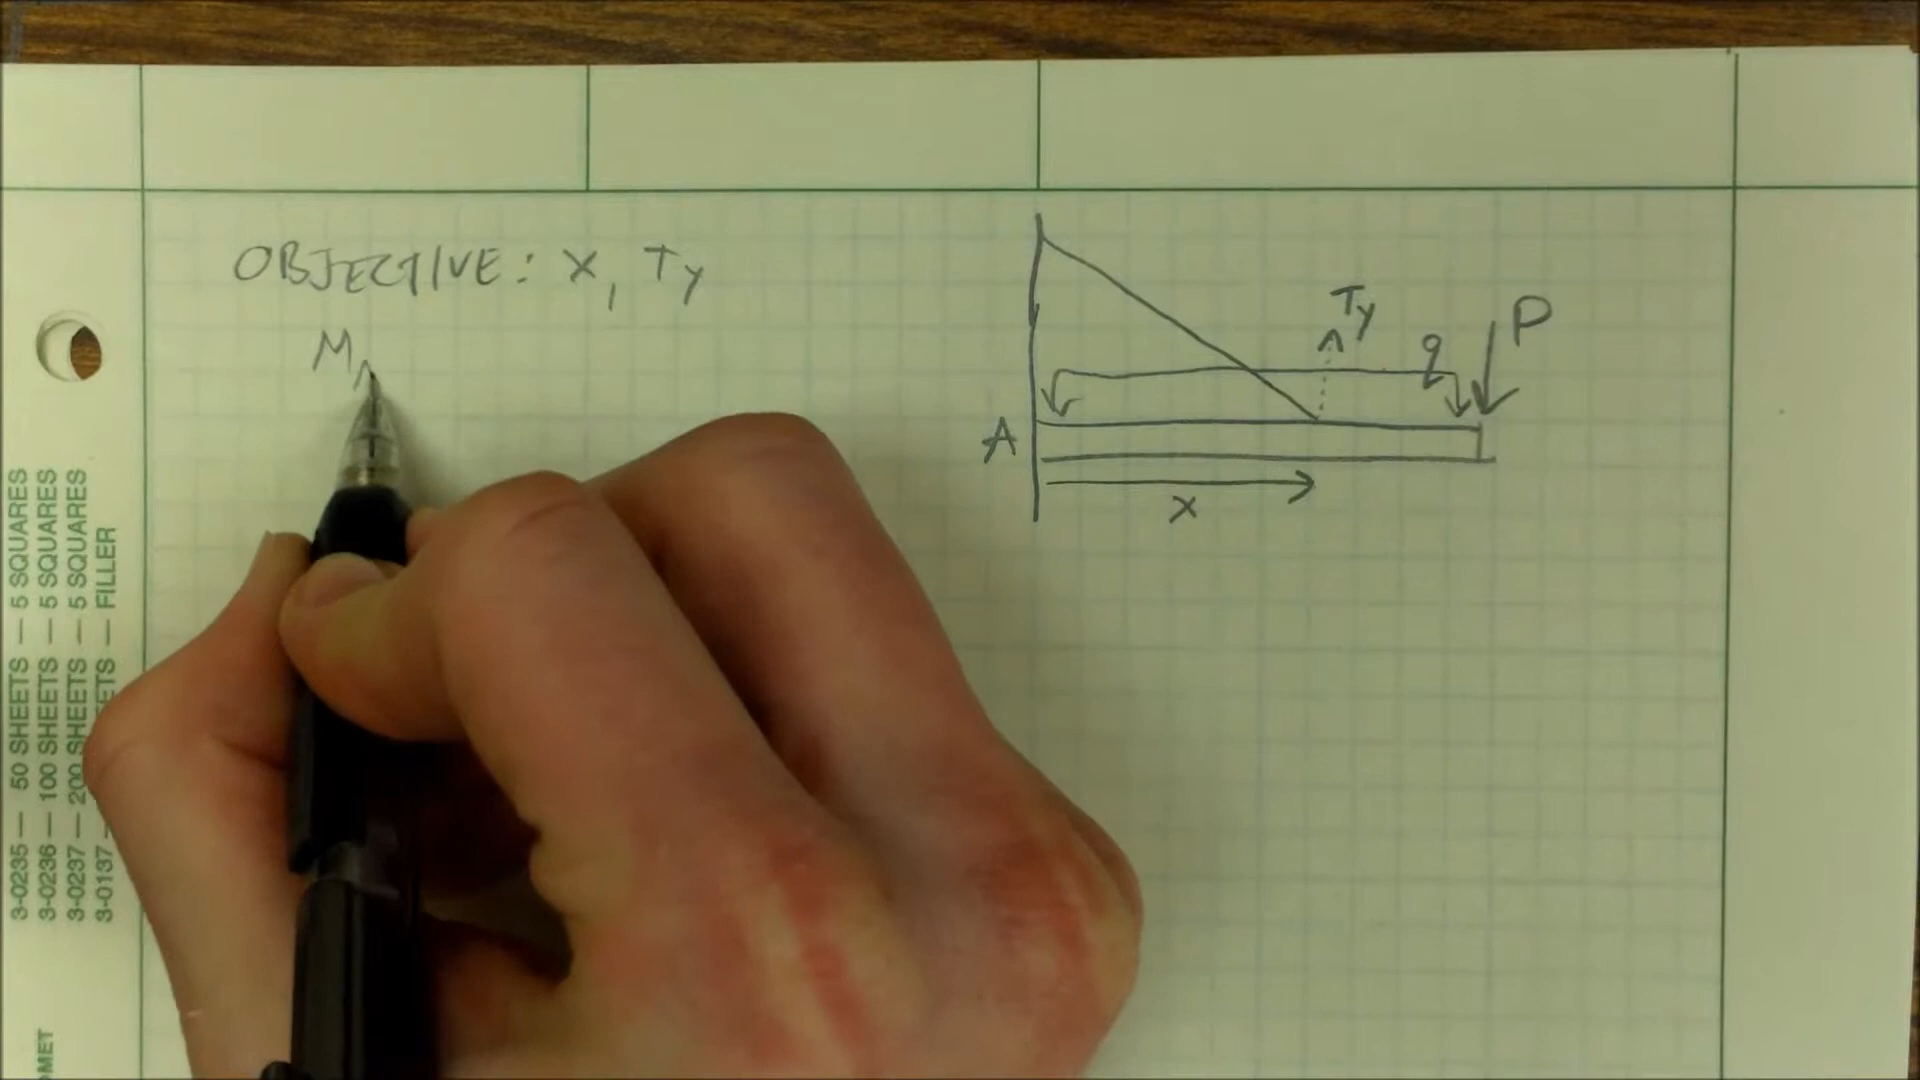 OBJECTIVE: X, Ty
M
Ty
q
P
A
x
3-0235 — 50 SHEETS — 5 SQUARES
3-0236 — 100 SHEETS — 5 SQUARES
3-0237 — 200 SHEETS — 5 SQUARES
3-0137 — SHEETS — FILLER